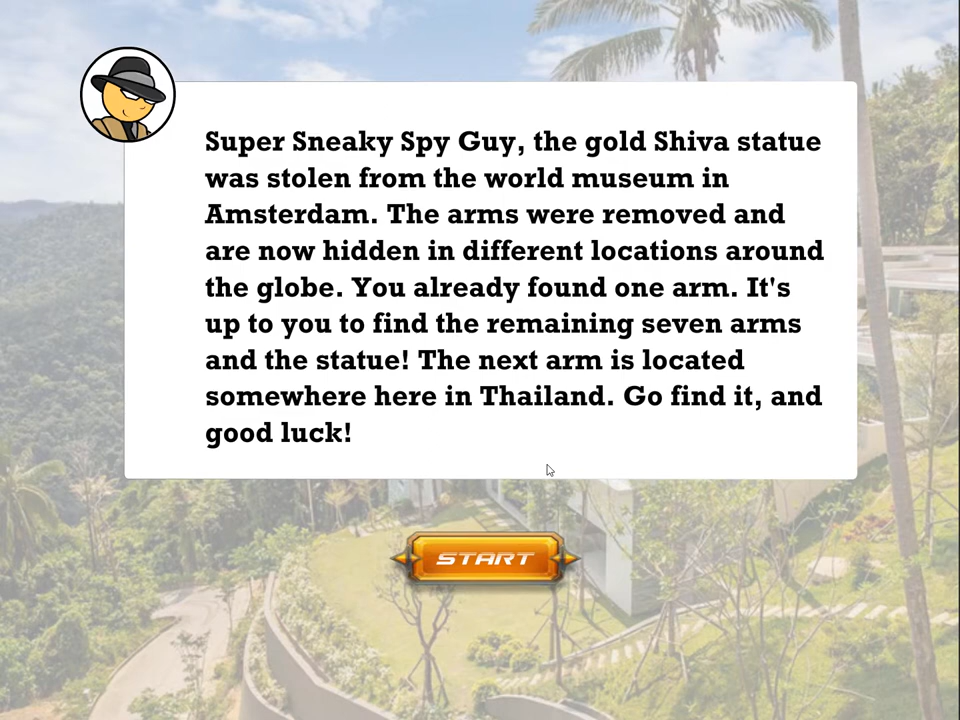 Super Sneaky Spy Guy, the gold Shiva statue
was stolen from the world museum in
Amsterdam. The arms were removed and
are now hidden in different locations around
the globe. You already found one arm. It's
up to you to find the remaining seven arms
and the statue! The next arm is located
somewhere here in Thailand. Go find it, and
good luck!
START